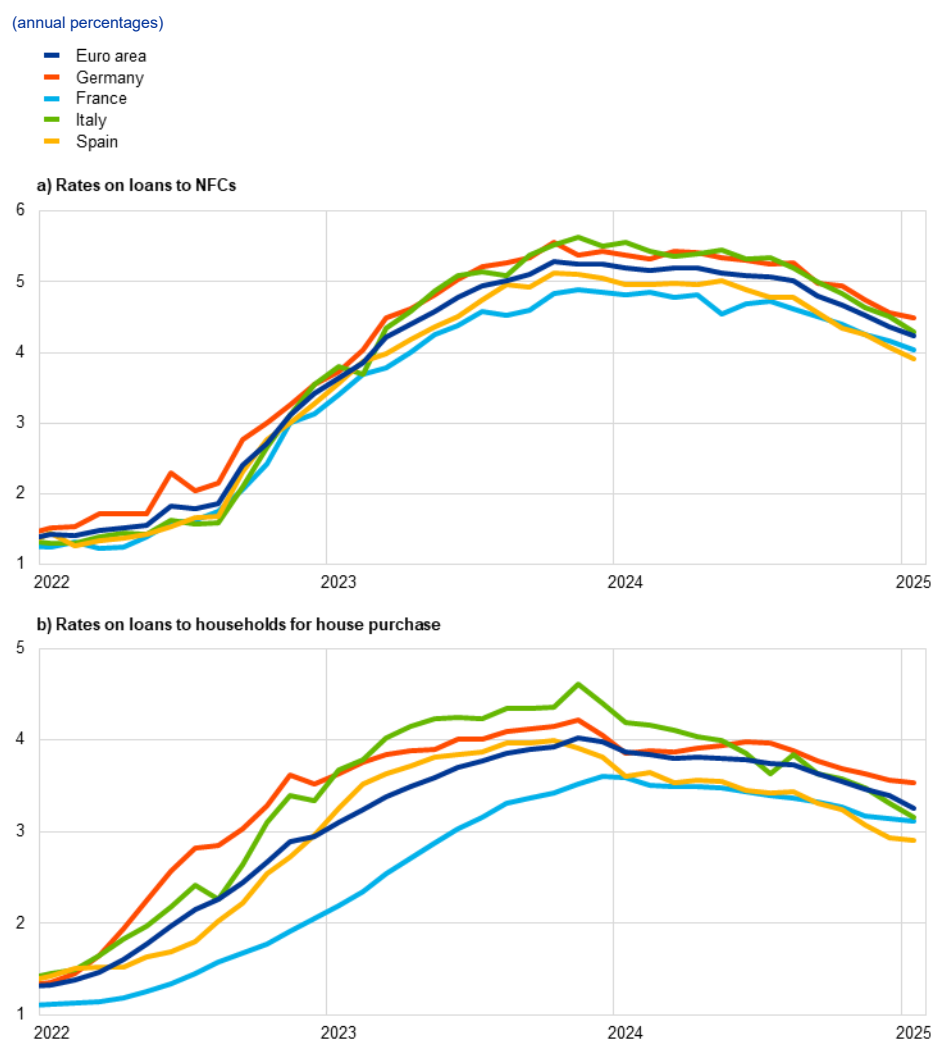 (annual percentages)
Euro area
Germany
France
Italy
Spain
a) Rates on loans to NFCs
6
5
4
3
2
1
2022 2023 2024 2025
b) Rates on loans to households for house purchase
5
4
3
2
1
2022 2023 2024 2025